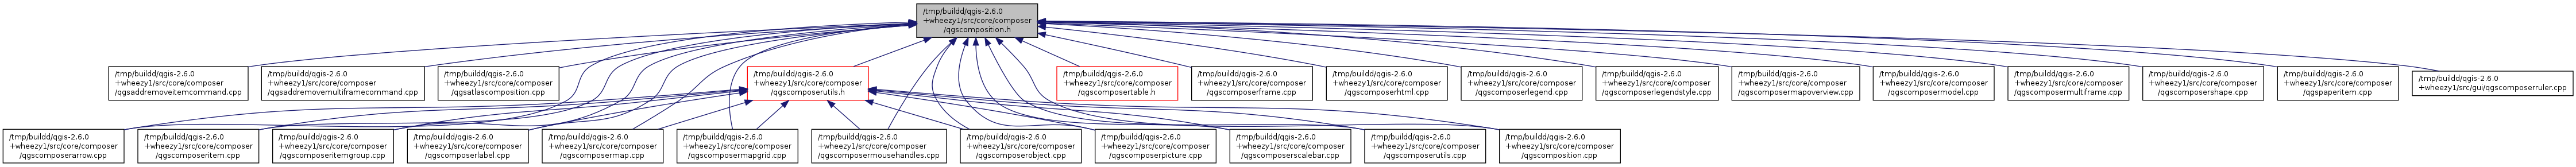 /tmp/buildd/qgis-2.6.0
+wheezy1/src/core/composer
/qgscomposition.h
/tmp/buildd/qgis-2.6.0
+wheezy1/src/core/composer
/qgsaddremoveitemcommand.cpp
/tmp/buildd/qgis-2.6.0
+wheezy1/src/core/composer
/qgsaddremovemultiframecommand.cpp
/tmp/buildd/qgis-2.6.0
+wheezy1/src/core/composer
/qgsatlascomposition.cpp
/tmp/buildd/qgis-2.6.0
+wheezy1/src/core/composer
/qgscomposerutils.h
/tmp/buildd/qgis-2.6.0
+wheezy1/src/core/composer
/qgscomposertable.h
/tmp/buildd/qgis-2.6.0
+wheezy1/src/core/composer
/qgscomposerframe.cpp
/tmp/buildd/qgis-2.6.0
+wheezy1/src/core/composer
/qgscomposerhtml.cpp
/tmp/buildd/qgis-2.6.0
+wheezy1/src/core/composer
/qgscomposerlegend.cpp
/tmp/buildd/qgis-2.6.0
+wheezy1/src/core/composer
/qgscomposerlegendstyle.cpp
/tmp/buildd/qgis-2.6.0
+wheezy1/src/core/composer
/qgscomposermapoverview.cpp
/tmp/buildd/qgis-2.6.0
+wheezy1/src/core/composer
/qgscomposermodel.cpp
/tmp/buildd/qgis-2.6.0
+wheezy1/src/core/composer
/qgscomposermultiframe.cpp
/tmp/buildd/qgis-2.6.0
+wheezy1/src/core/composer
/qgscomposershape.cpp
/tmp/buildd/qgis-2.6.0
+wheezy1/src/core/composer
/qgspaperitem.cpp
/tmp/buildd/qgis-2.6.0
+wheezy1/src/gui/qgscomposerruler.cpp
/tmp/buildd/qgis-2.6.0
+wheezy1/src/core/composer
/qgscomposerarrow.cpp
/tmp/buildd/qgis-2.6.0
+wheezy1/src/core/composer
/qgscomposeritem.cpp
/tmp/buildd/qgis-2.6.0
+wheezy1/src/core/composer
/qgscomposeritemgroup.cpp
/tmp/buildd/qgis-2.6.0
+wheezy1/src/core/composer
/qgscomposerlabel.cpp
/tmp/buildd/qgis-2.6.0
+wheezy1/src/core/composer
/qgscomposermap.cpp
/tmp/buildd/qgis-2.6.0
+wheezy1/src/core/composer
/qgscomposermapgrid.cpp
/tmp/buildd/qgis-2.6.0
+wheezy1/src/core/composer
/qgscomposermousehandles.cpp
/tmp/buildd/qgis-2.6.0
+wheezy1/src/core/composer
/qgscomposerobject.cpp
/tmp/buildd/qgis-2.6.0
+wheezy1/src/core/composer
/qgscomposerpicture.cpp
/tmp/buildd/qgis-2.6.0
+wheezy1/src/core/composer
/qgscomposerscalebar.cpp
/tmp/buildd/qgis-2.6.0
+wheezy1/src/core/composer
/qgscomposerutils.cpp
/tmp/buildd/qgis-2.6.0
+wheezy1/src/core/composer
/qgscomposition.cpp